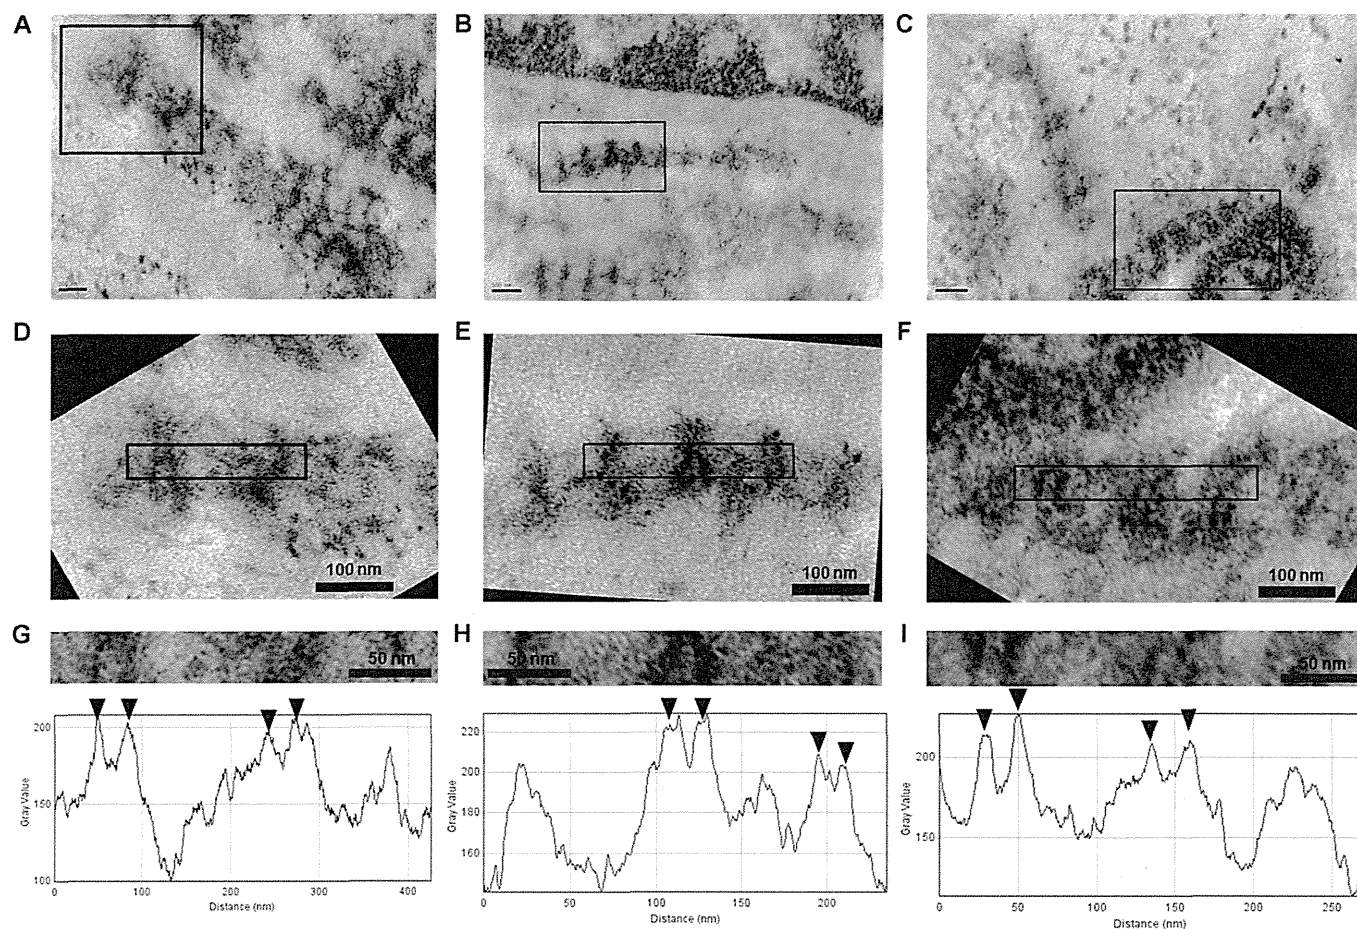 A
B
C
D
E
F
100 nm
100 nm
100 nm
G
H
I
50 nm
50 nm
50 nm
200
150
100
Gray Value
0 100 200 300 400
Distance (nm)
220
200
180
160
Gray Value
0 50 100 150 200
Distance (nm)
200
150
Gray Value
0 50 100 150 200 250
Distance (nm)